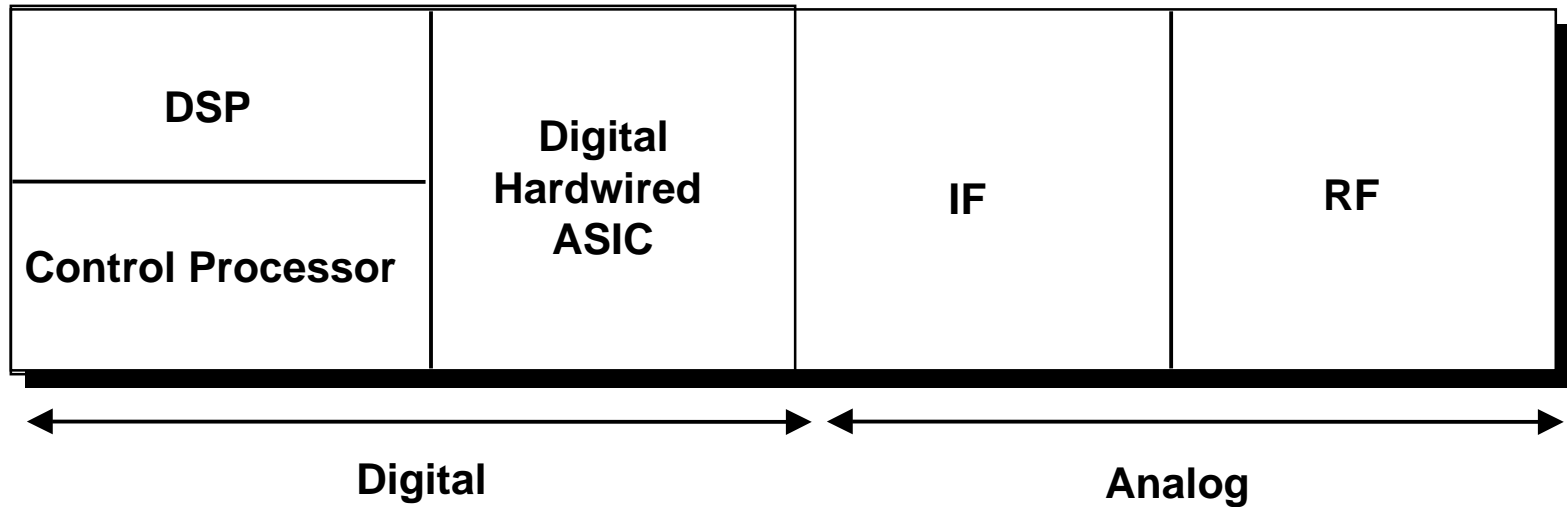 DSP
Control Processor
Digital
Hardwired
ASIC
IF
RF
Digital
Analog